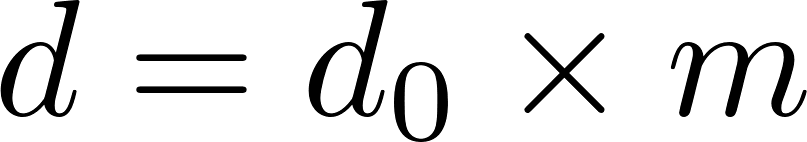 d = d₀ × m